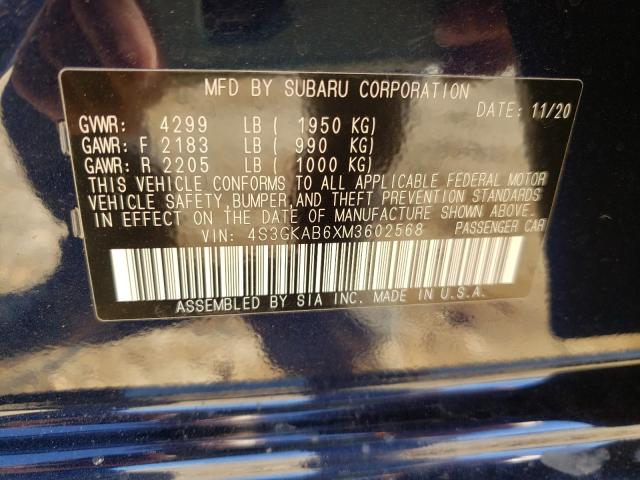 MFD BY SUBARU CORPORATION
DATE: 11/20
GVWR: 4299 LB ( 1950 KG)
GAWR: F 2183 LB ( 990 KG)
GAWR: R 2205 LB ( 1000 KG)
THIS VEHICLE CONFORMS TO ALL APPLICABLE FEDERAL MOTOR
VEHICLE SAFETY, BUMPER, AND THEFT PREVENTION STANDARDS
IN EFFECT ON THE DATE OF MANUFACTURE SHOWN ABOVE.
VIN: 4S3GKAB6XM3602568 PASSENGER CAR
ASSEMBLED BY SIA INC. MADE IN U.S.A.